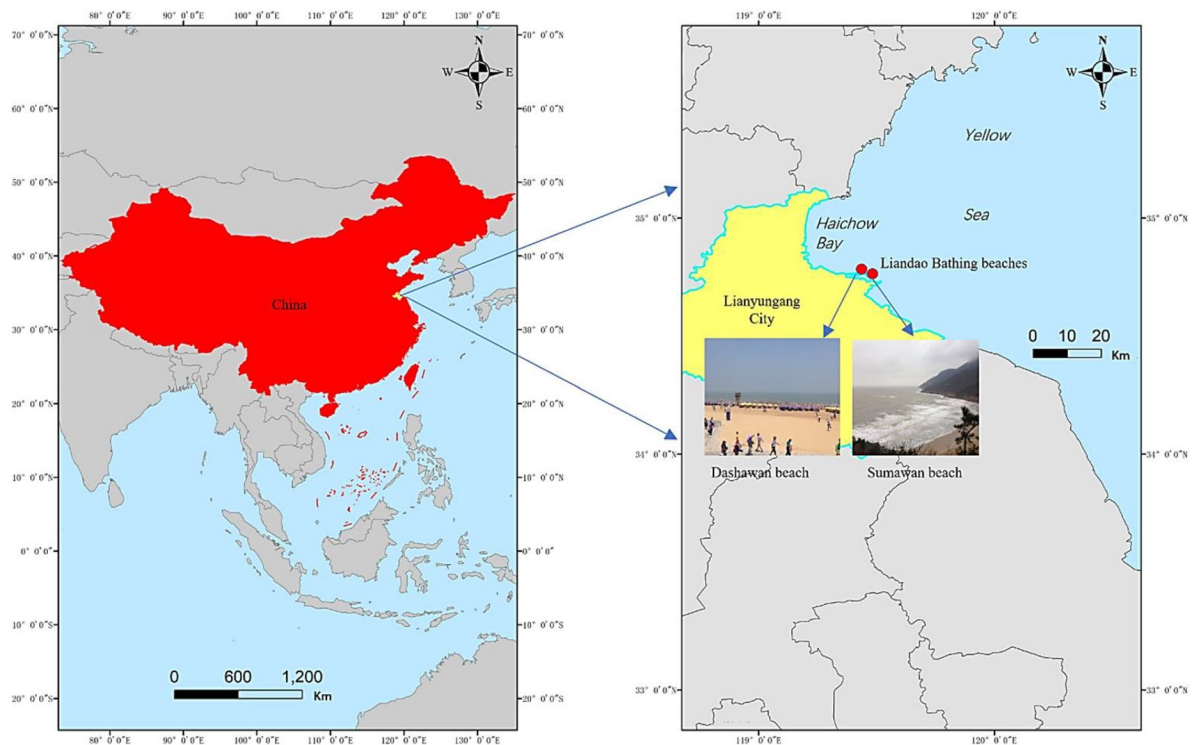 80° 0′0″E 90° 0′0″E 100° 0′0″E 110° 0′0″E 120° 0′0″E 130° 0′0″E
70° 0′0″N
60° 0′0″N
50° 0′0″N
40° 0′0″N
30° 0′0″N
20° 0′0″N
10° 0′0″N
0° 0′0″
10° 0′0″S
20° 0′0″S
N
W E
S
China
0 600 1,200
Km
70° 0′0″N
60° 0′0″N
50° 0′0″N
40° 0′0″N
30° 0′0″N
20° 0′0″N
10° 0′0″N
0° 0′0″
10° 0′0″S
20° 0′0″S
80° 0′0″E 90° 0′0″E 100° 0′0″E 110° 0′0″E 120° 0′0″E 130° 0′0″E
119° 0′0″E 120° 0′0″E
N
W E
S
Yellow
Sea
35° 0′0″N 35° 0′0″N
Haichow
Bay
Liandao Bathing beaches
Lianyungang
City
0 10 20
Km
34° 0′0″N 34° 0′0″N
Dashawan beach Sumawan beach
33° 0′0″N 33° 0′0″N
119° 0′0″E 120° 0′0″E